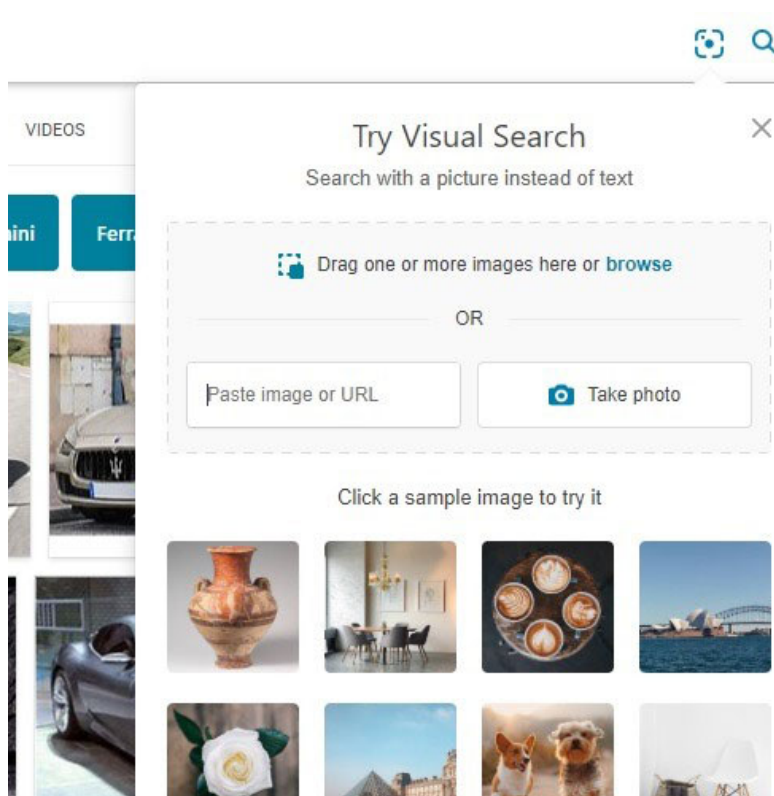 VIDEOS
Try Visual Search
Search with a picture instead of text
Drag one or more images here or browse
OR
Paste image or URL
Take photo
Click a sample image to try it